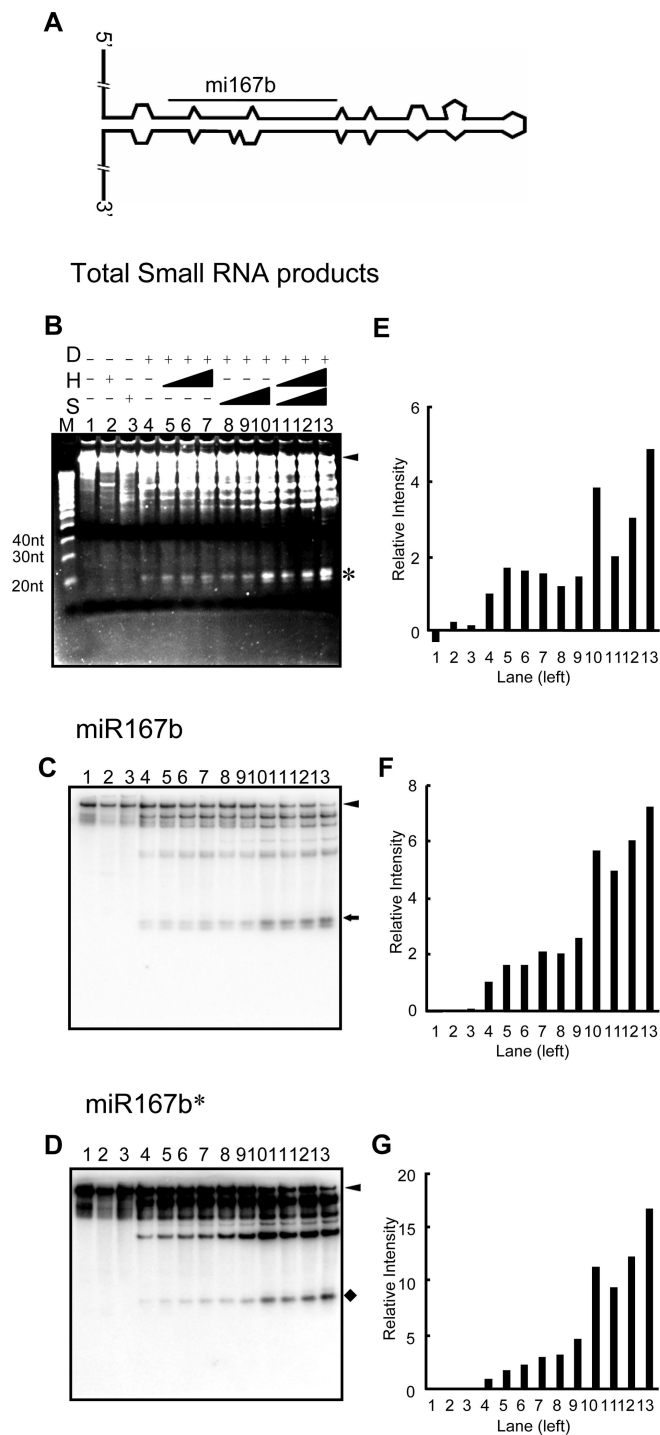 A
5'
mi167b
3'
Total Small RNA products
B
D - - - + + + + + + + + + +
H - + - - - - -
S - - + - - - -
M 1 2 3 4 5 6 7 8 9 10 11 12 13
40nt
30nt
20nt
*
E
6
4
2
0
Relative Intensity
1 2 3 4 5 6 7 8 9 10 11 12 13
Lane (left)
miR167b
C
1 2 3 4 5 6 7 8 9 10 11 12 13
F
8
6
4
2
0
Relative Intensity
1 2 3 4 5 6 7 8 9 10 11 12 13
Lane (left)
miR167b*
D
1 2 3 4 5 6 7 8 9 10 11 12 13
G
20
15
10
5
0
Relative Intensity
1 2 3 4 5 6 7 8 9 10 11 12 13
Lane (left)